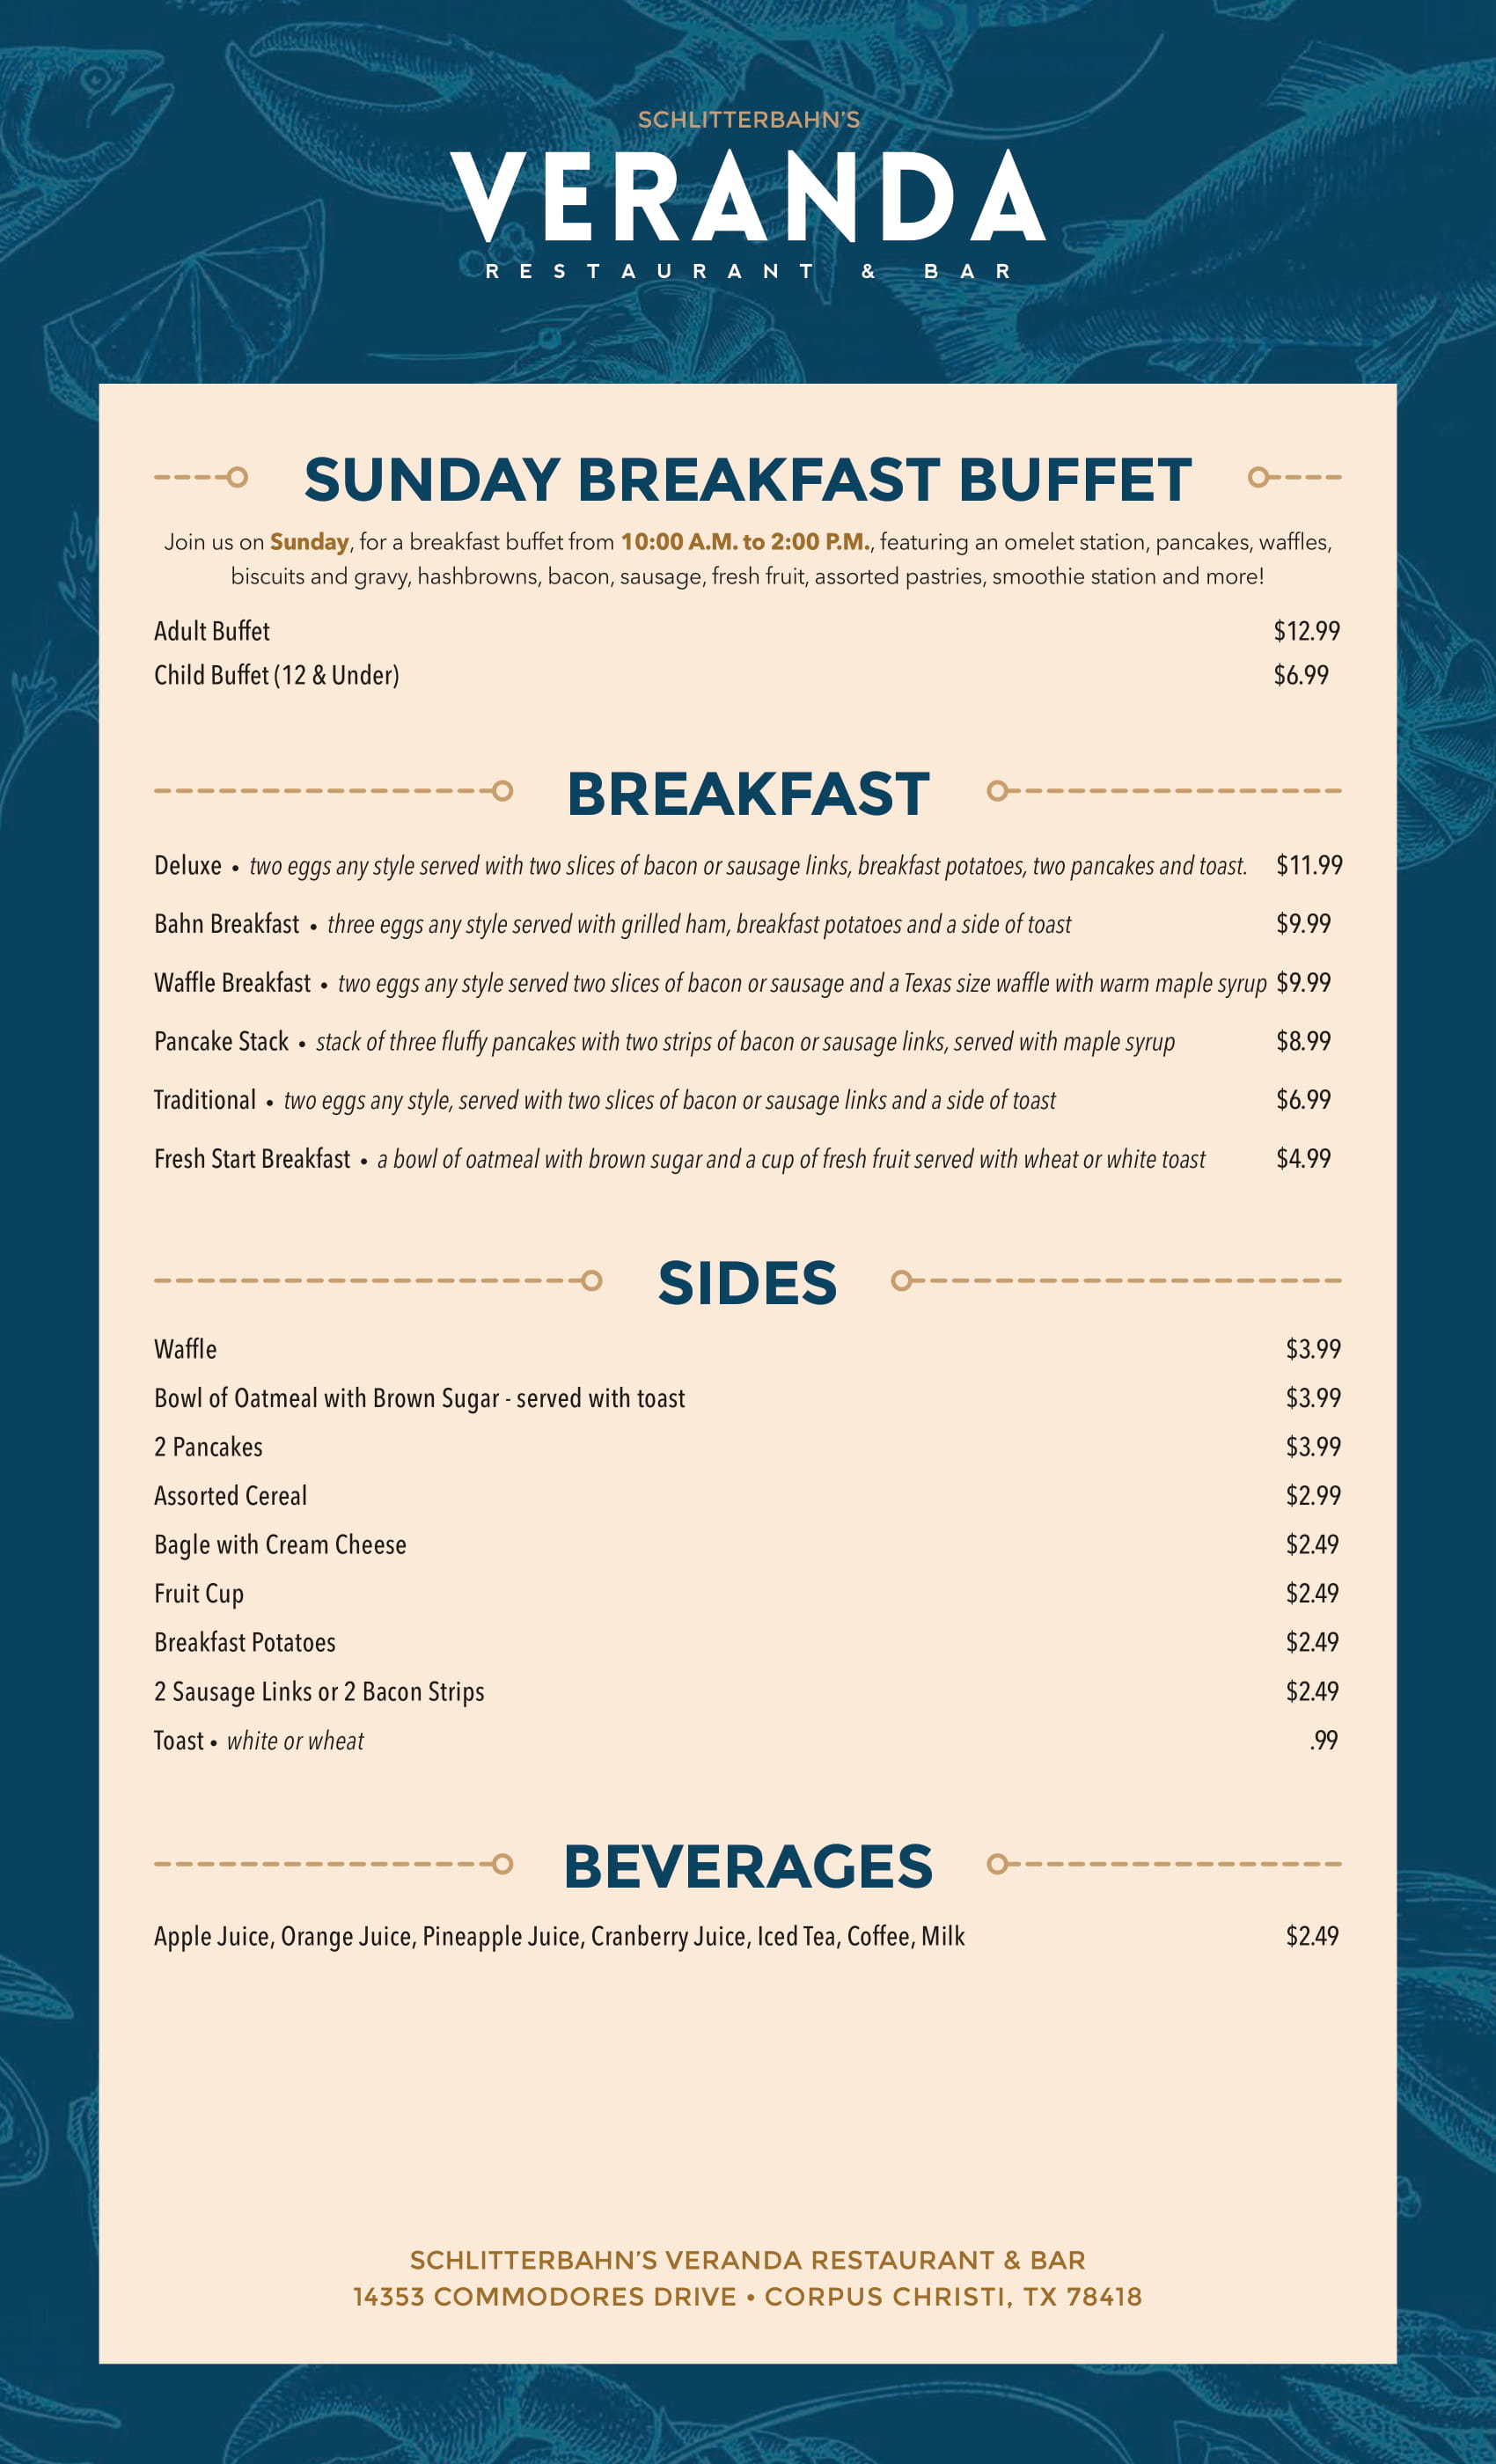 SCHLITTERBAHN'S
VERANDA
RESTAURANT & BAR
SUNDAY BREAKFAST BUFFET
Join us on Sunday, for a breakfast buffet from 10:00 A.M. to 2:00 P.M., featuring an omelet station, pancakes, waffles,
biscuits and gravy, hashbrowns, bacon, sausage, fresh fruit, assorted pastries, smoothie station and more!
Adult Buffet $12.99
Child Buffet (12 & Under) $6.99
BREAKFAST
Deluxe • two eggs any style served with two slices of bacon or sausage links, breakfast potatoes, two pancakes and toast. $11.99
Bahn Breakfast • three eggs any style served with grilled ham, breakfast potatoes and a side of toast $9.99
Waffle Breakfast • two eggs any style served two slices of bacon or sausage and a Texas size waffle with warm maple syrup $9.99
Pancake Stack • stack of three fluffy pancakes with two strips of bacon or sausage links, served with maple syrup $8.99
Traditional • two eggs any style, served with two slices of bacon or sausage links and a side of toast $6.99
Fresh Start Breakfast • a bowl of oatmeal with brown sugar and a cup of fresh fruit served with wheat or white toast $4.99
SIDES
Waffle $3.99
Bowl of Oatmeal with Brown Sugar - served with toast $3.99
2 Pancakes $3.99
Assorted Cereal $2.99
Bagle with Cream Cheese $2.49
Fruit Cup $2.49
Breakfast Potatoes $2.49
2 Sausage Links or 2 Bacon Strips $2.49
Toast • white or wheat .99
BEVERAGES
Apple Juice, Orange Juice, Pineapple Juice, Cranberry Juice, Iced Tea, Coffee, Milk $2.49
SCHLITTERBAHN'S VERANDA RESTAURANT & BAR
14353 COMMODORES DRIVE • CORPUS CHRISTI, TX 78418